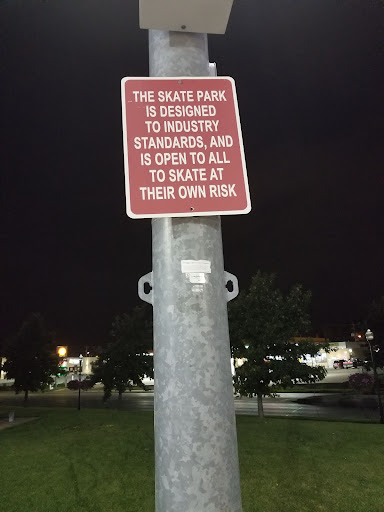 THE SKATE PARK
IS DESIGNED
TO INDUSTRY
STANDARDS, AND
IS OPEN TO ALL
TO SKATE AT
THEIR OWN RISK